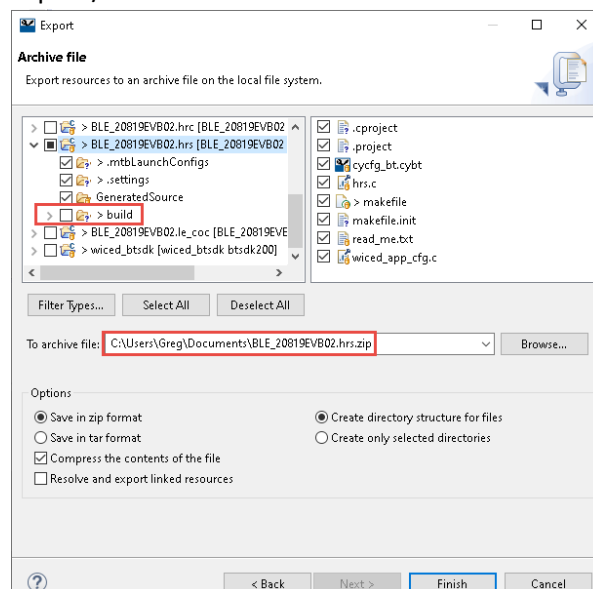 Export
Archive file
Export resources to an archive file on the local file system.
> BLE_20819EVB02.hrc [BLE_20819EVB02
> BLE_20819EVB02.hrs [BLE_20819EVB02
> .mtbLaunchConfigs
> .settings
GeneratedSource
> build
> BLE_20819EVB02.le_coc [BLE_20819EVE
> wiced_btsdk [wiced_btsdk btsdk200]
.cproject
.project
cycfg_bt.cybt
hrs.c
> makefile
makefile.init
read_me.txt
wiced_app_cfg.c
Filter Types...
Select All
Deselect All
To archive file:
C:\Users\Greg\Documents\BLE_20819EVB02.hrs.zip
Browse...
Options
Save in zip format
Create directory structure for files
Save in tar format
Create only selected directories
Compress the contents of the file
Resolve and export linked resources
?
< Back
Next >
Finish
Cancel